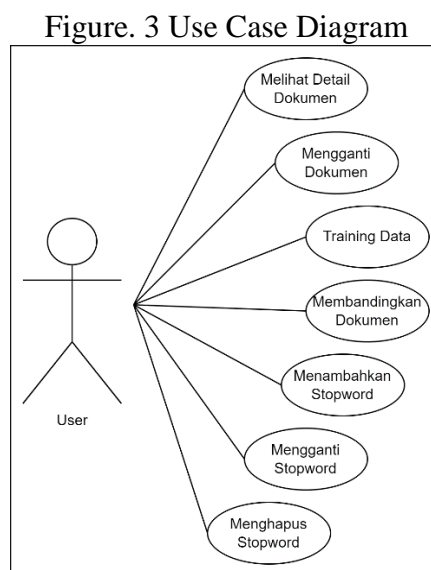 Figure. 3 Use Case Diagram
Melihat Detail
Dokumen
Mengganti
Dokumen
Training Data
Membandingkan
Dokumen
Menambahkan
Stopword
User
Mengganti
Stopword
Menghapus
Stopword